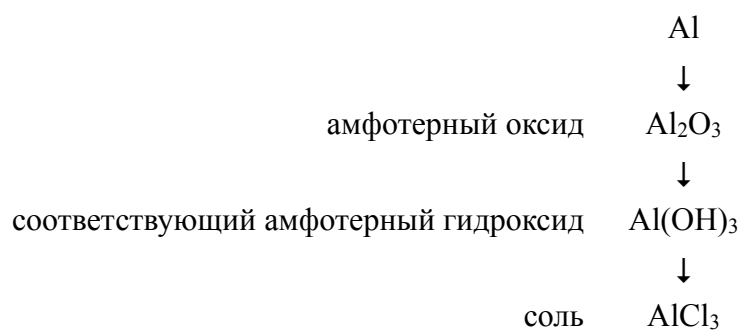 Al
↓
амфотерный оксид Al₂O₃
↓
соответствующий амфотерный гидроксид Al(OH)₃
↓
соль AlCl₃